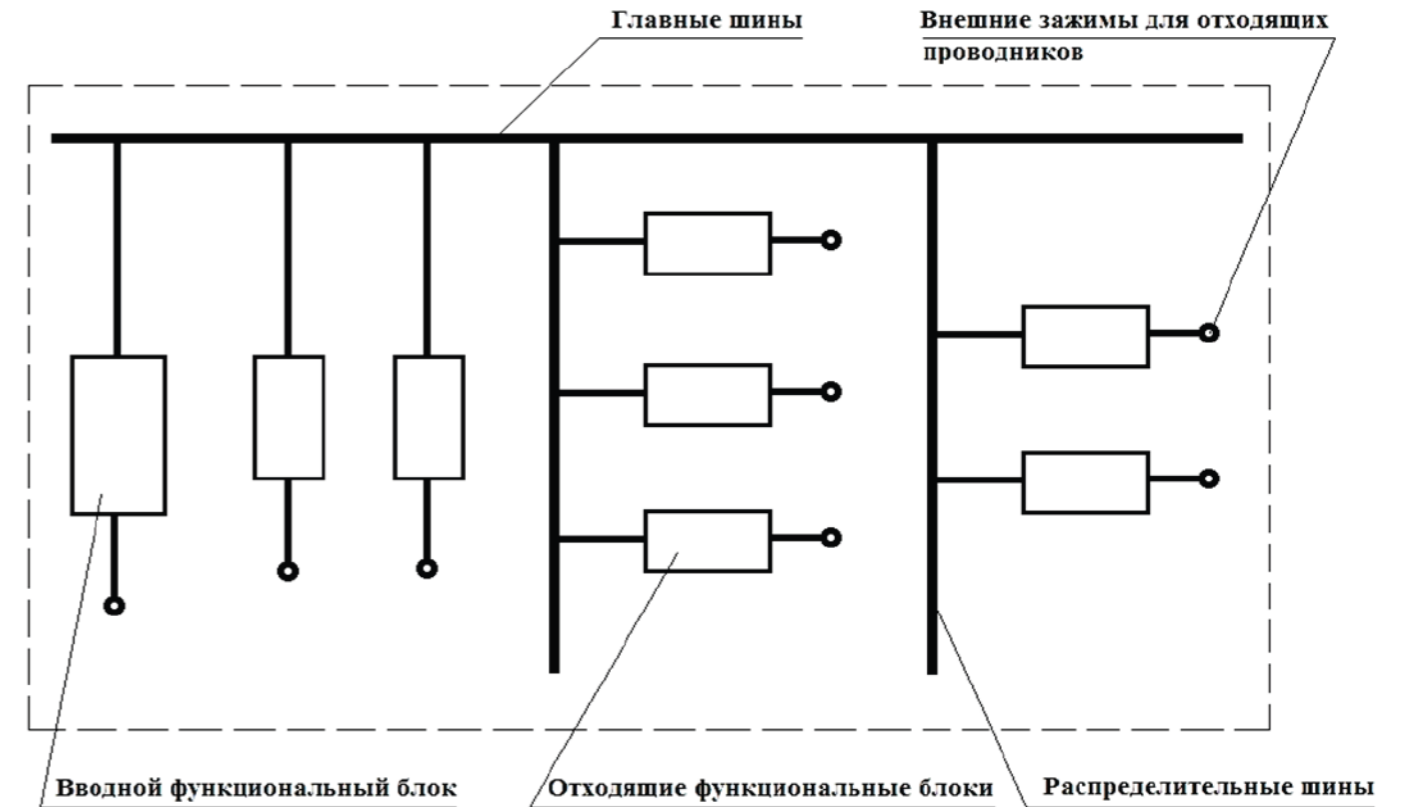 Главные шины
Внешние зажимы для отходящих
проводников
Вводной функциональный блок
Отходящие функциональные блоки
Распределительные шины